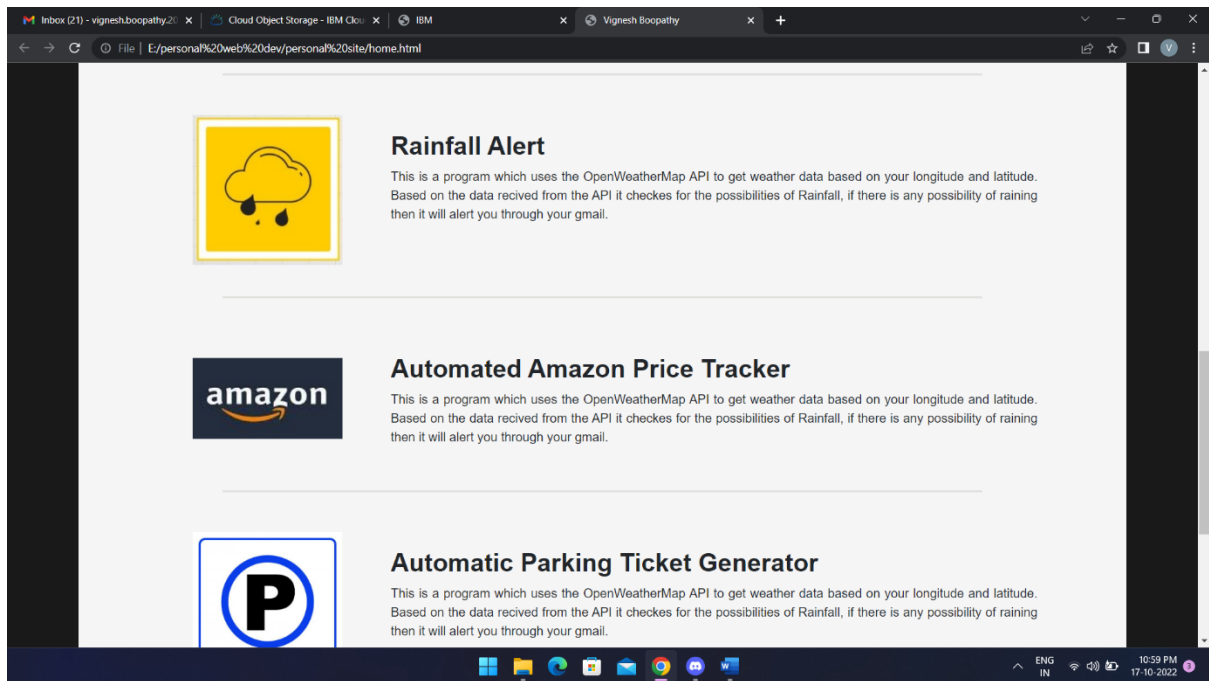 Inbox (21) - vignesh.boopathy.20
Cloud Object Storage - IBM Clou
IBM
Vignesh Boopathy
File | E:/personal%20web%20dev/personal%20site/home.html
V
Rainfall Alert
This is a program which uses the OpenWeatherMap API to get weather data based on your longitude and latitude.
Based on the data recived from the API it checkes for the possibilities of Rainfall, if there is any possibility of raining
then it will alert you through your gmail.
amazon
Automated Amazon Price Tracker
This is a program which uses the OpenWeatherMap API to get weather data based on your longitude and latitude.
Based on the data recived from the API it checkes for the possibilities of Rainfall, if there is any possibility of raining
then it will alert you through your gmail.
P
Automatic Parking Ticket Generator
This is a program which uses the OpenWeatherMap API to get weather data based on your longitude and latitude.
Based on the data recived from the API it checkes for the possibilities of Rainfall, if there is any possibility of raining
then it will alert you through your gmail.
ENG
IN
10:59 PM
17-10-2022
3